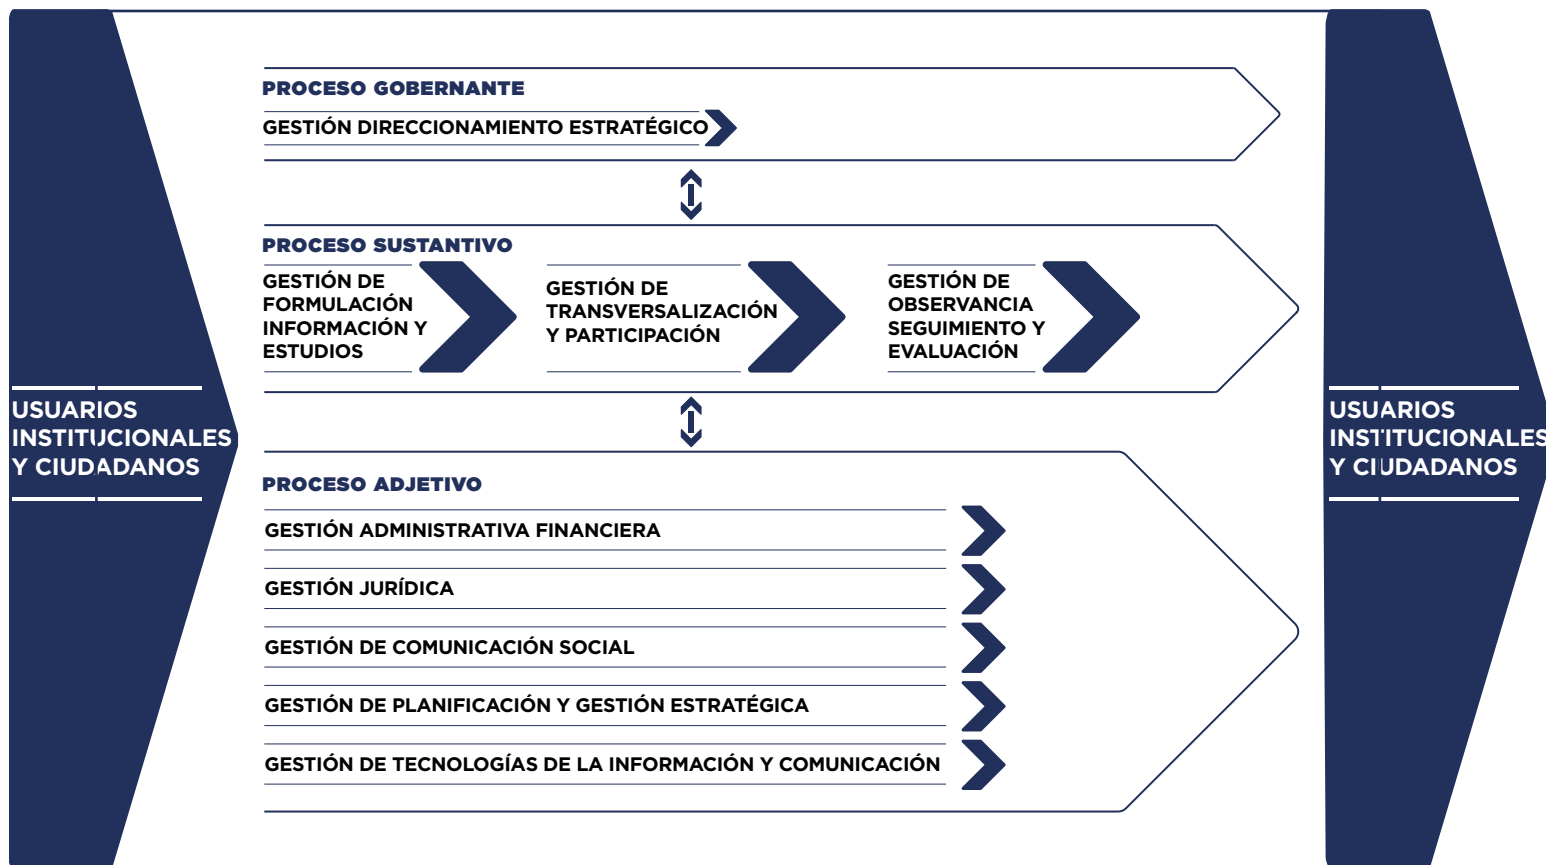 PROCESO GOBERNANTE
GESTIÓN DIRECCIONAMIENTO ESTRATÉGICO
PROCESO SUSTANTIVO
GESTIÓN DE
FORMULACIÓN
INFORMACIÓN Y
ESTUDIOS
GESTIÓN DE
TRANSVERSALIZACIÓN
Y PARTICIPACIÓN
GESTIÓN DE
OBSERVANCIA
SEGUIMIENTO Y
EVALUACIÓN
USUARIOS
INSTITUCIONALES
Y CIUDADANOS
USUARIOS
INSTITUCIONALES
Y CIUDADANOS
PROCESO ADJETIVO
GESTIÓN ADMINISTRATIVA FINANCIERA
GESTIÓN JURÍDICA
GESTIÓN DE COMUNICACIÓN SOCIAL
GESTIÓN DE PLANIFICACIÓN Y GESTIÓN ESTRATÉGICA
GESTIÓN DE TECNOLOGÍAS DE LA INFORMACIÓN Y COMUNICACIÓN